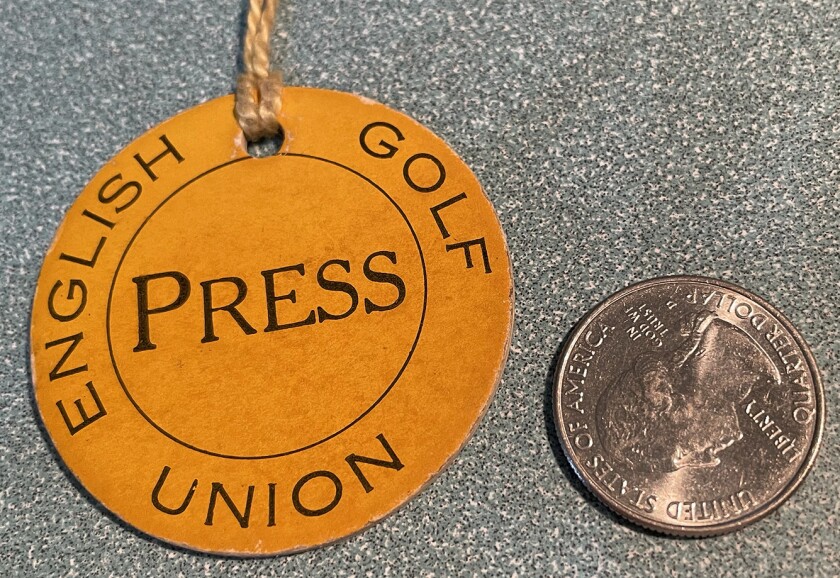 ENGLISH GOLF
PRESS
UNION
UNITED STATES OF AMERICA
LIBERTY
IN
GOD WE
TRUST
P
QUARTER DOLLAR